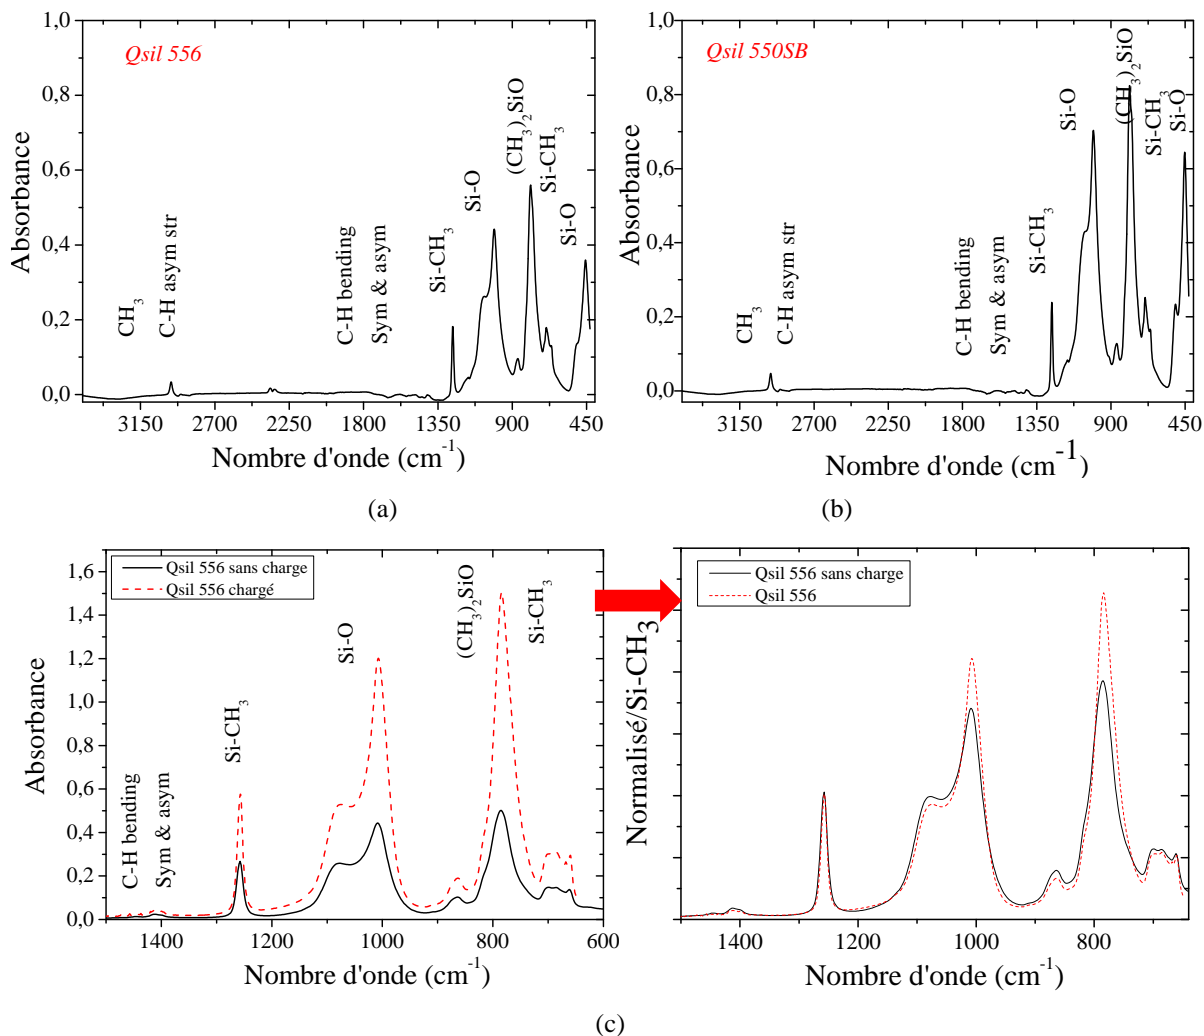 1,0
0,8
0,6
0,4
0,2
0,0
Absorbance
Qsil 556
CH3
C-H asym str
C-H bending
Sym & asym
Si-CH3
Si-O
(CH3)2SiO
Si-CH3
Si-O
3150 2700 2250 1800 1350 900 450
Nombre d'onde (cm-1)
(a)
1,0
0,8
0,6
0,4
0,2
0,0
Absorbance
Qsil 550SB
CH3
C-H asym str
C-H bending
Sym & asym
Si-CH3
Si-O
(CH3)2SiO
Si-CH3
Si-O
3150 2700 2250 1800 1350 900 450
Nombre d'onde (cm-1)
(b)
1,6
1,4
1,2
1,0
0,8
0,6
0,4
0,2
0,0
Absorbance
Qsil 556 sans charge
Qsil 556 chargé
C-H bending
Sym & asym
Si-CH3
Si-O
(CH3)2SiO
Si-CH3
1400 1200 1000 800 600
Nombre d'onde (cm-1)
Normalisé/Si-CH3
Qsil 556 sans charge
Qsil 556
1400 1200 1000 800
Nombre d'onde (cm-1)
(c)